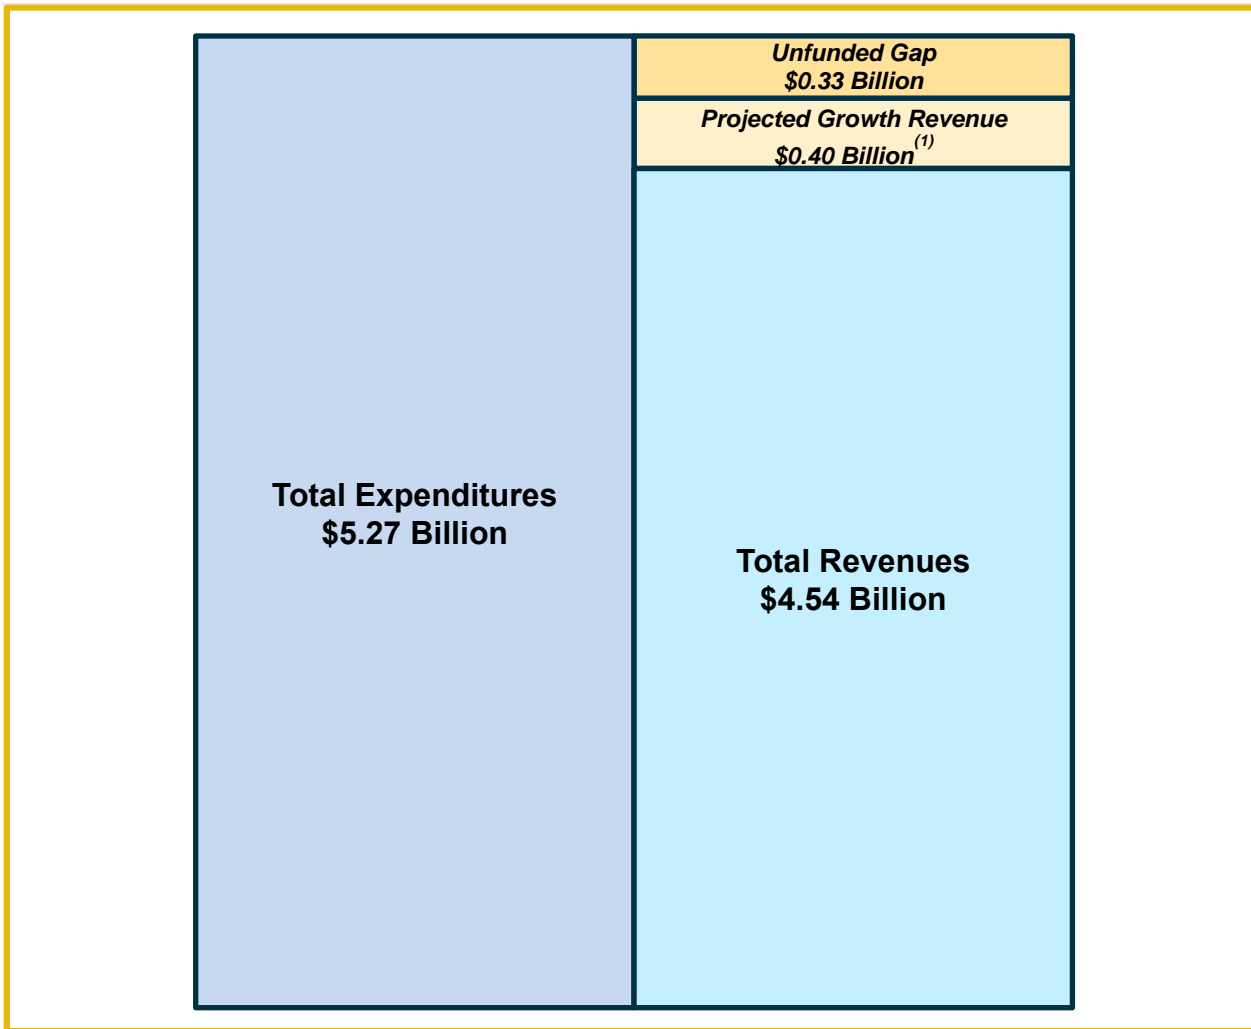 Unfunded Gap
$0.33 Billion
Projected Growth Revenue
$0.40 Billion(1)
Total Expenditures
$5.27 Billion
Total Revenues
$4.54 Billion